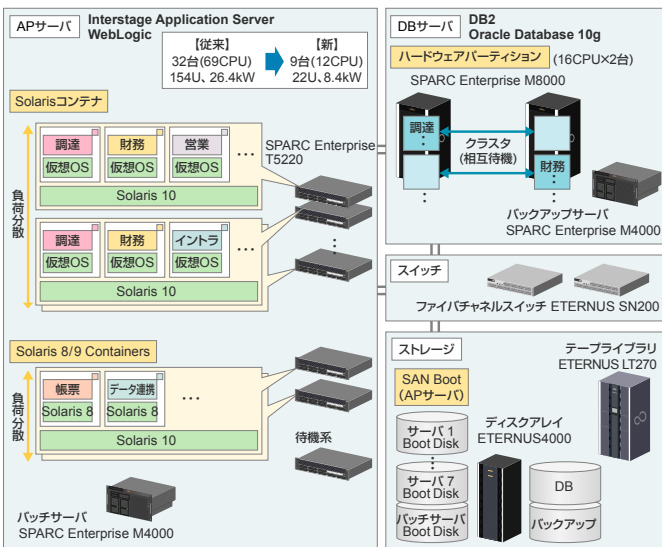 APサーバ
Interstage Application Server
WebLogic
【従来】
32台(69CPU)
154U、26.4kW
【新】
9台(12CPU)
22U、8.4kW
Solarisコンテナ
負荷分散
調達
財務
営業
…
仮想OS
仮想OS
仮想OS
Solaris 10
調達
財務
イントラ
…
仮想OS
仮想OS
仮想OS
Solaris 10
SPARC Enterprise
T5220
⋮
Solaris 8/9 Containers
負荷分散
帳票
データ連携
…
Solaris 8
Solaris 8
Solaris 10
待機系
バッチサーバ
SPARC Enterprise M4000
DBサーバ
DB2
Oracle Database 10g
ハードウェアパーティション
(16CPU×2台)
SPARC Enterprise M8000
調達
⋮
クラスタ
(相互待機)
財務
⋮
バックアップサーバ
SPARC Enterprise M4000
スイッチ
ファイバチャネルスイッチ ETERNUS SN200
ストレージ
テープライブラリ
ETERNUS LT270
SAN Boot
(APサーバ)
ディスクアレイ
ETERNUS4000
サーバ 1
Boot Disk
⋮
サーバ 7
Boot Disk
バッチサーバ
Boot Disk
DB
バックアップ